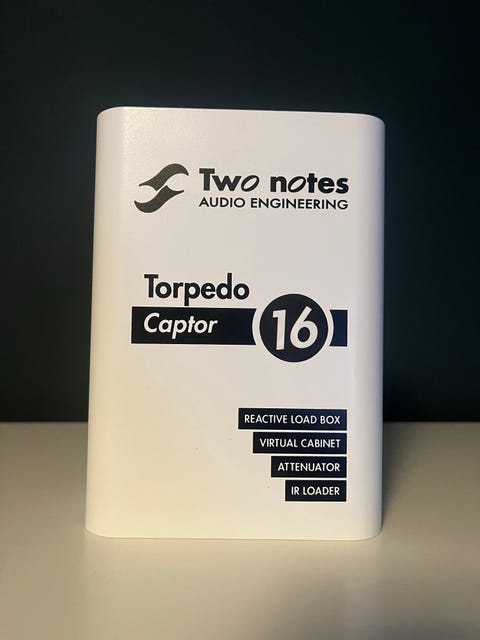 Two notes
AUDIO ENGINEERING
Torpedo
Captor 16
REACTIVE LOAD BOX
VIRTUAL CABINET
ATTENUATOR
IR LOADER